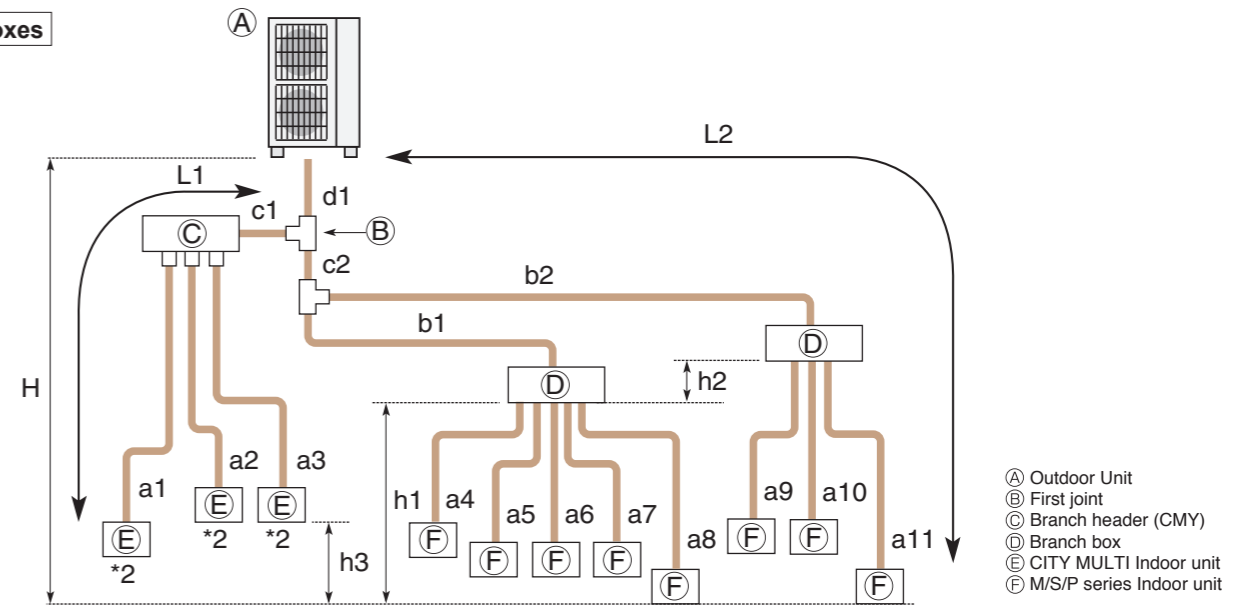 oxes
Ⓐ
L2
L1
d1
c1
Ⓒ
Ⓑ
c2
b2
b1
Ⓓ
H
Ⓓ
h2
a1
a2
a3
h1
a4
a5
a6
a7
a8
a9
a10
a11
Ⓔ
Ⓔ
Ⓔ
*2
*2
*2
h3
Ⓕ
Ⓕ
Ⓕ
Ⓕ
Ⓕ
Ⓕ
Ⓕ
Ⓕ
Ⓐ Outdoor Unit
Ⓑ First joint
Ⓒ Branch header (CMY)
Ⓓ Branch box
Ⓔ CITY MULTI Indoor unit
Ⓕ M/S/P series Indoor unit